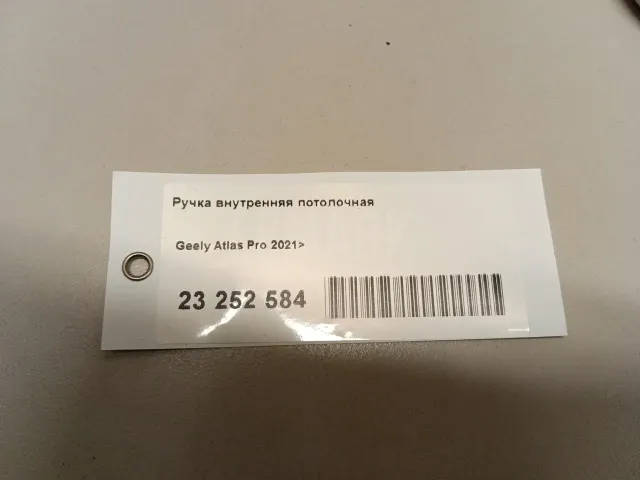 Ручка внутренняя потолочная
Geely Atlas Pro 2021>
23 252 584